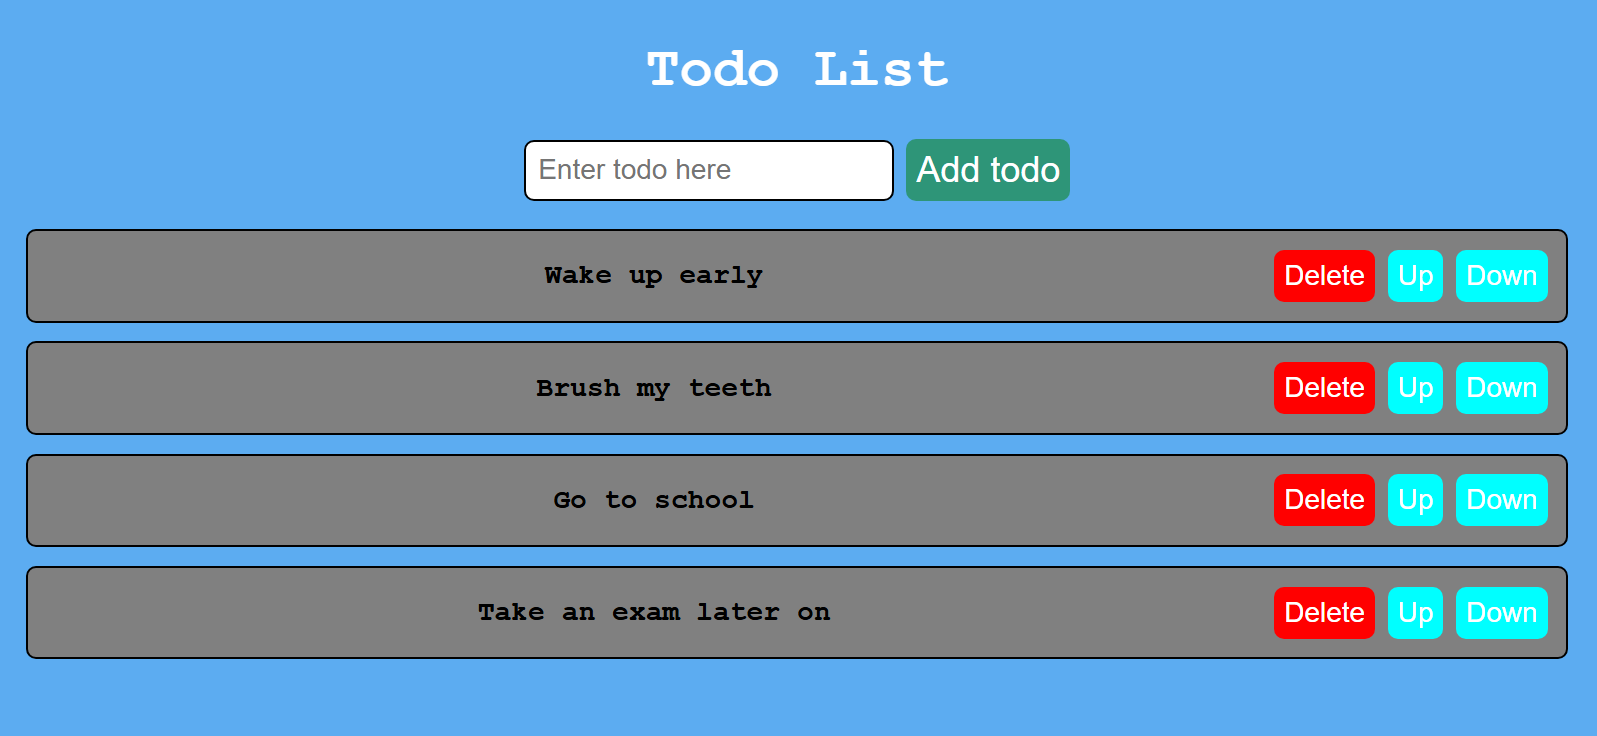 Todo List
Enter todo here Add todo
Wake up early Delete Up Down
Brush my teeth Delete Up Down
Go to school Delete Up Down
Take an exam later on Delete Up Down